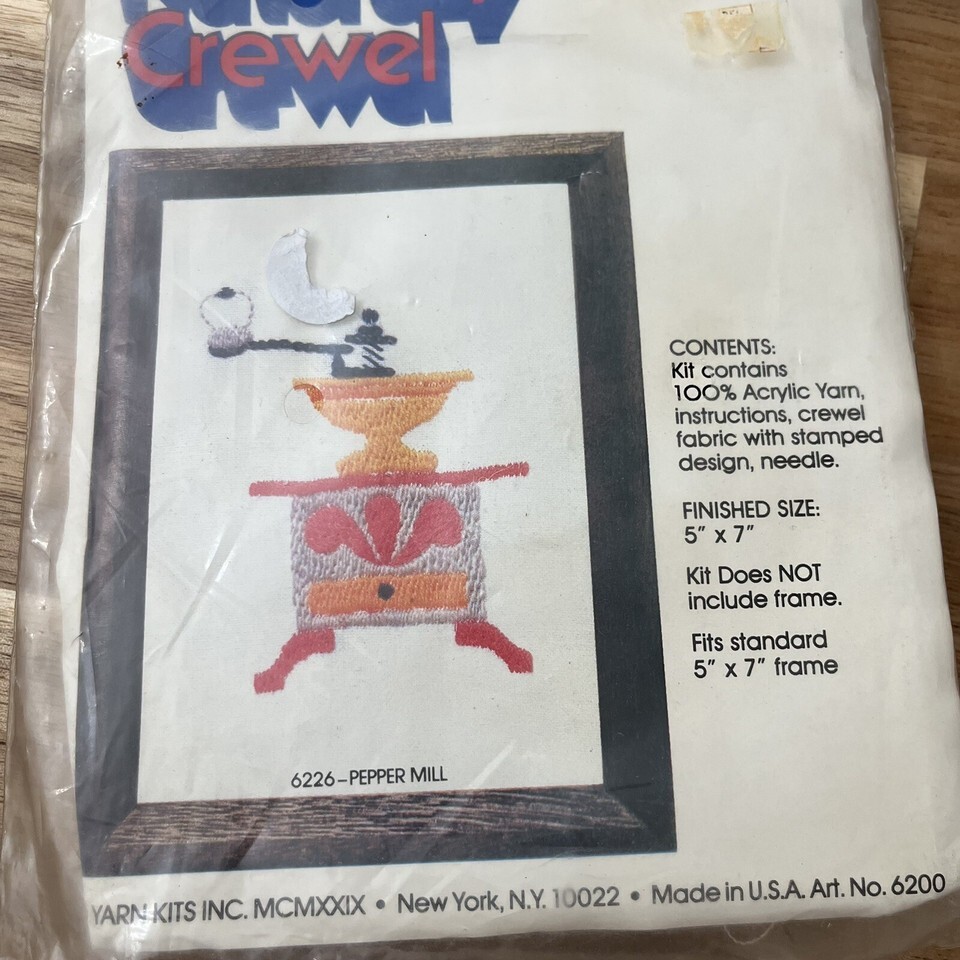 Crewel
CONTENTS:
Kit contains
100% Acrylic Yarn,
instructions, crewel
fabric with stamped
design, needle.
FINISHED SIZE:
5" x 7"
Kit Does NOT
include frame.
Fits standard
5" x 7" frame
6226-PEPPER MILL
YARN KITS INC. MCMXXIX • New York, N.Y. 10022 • Made in U.S.A. Art. No. 6200